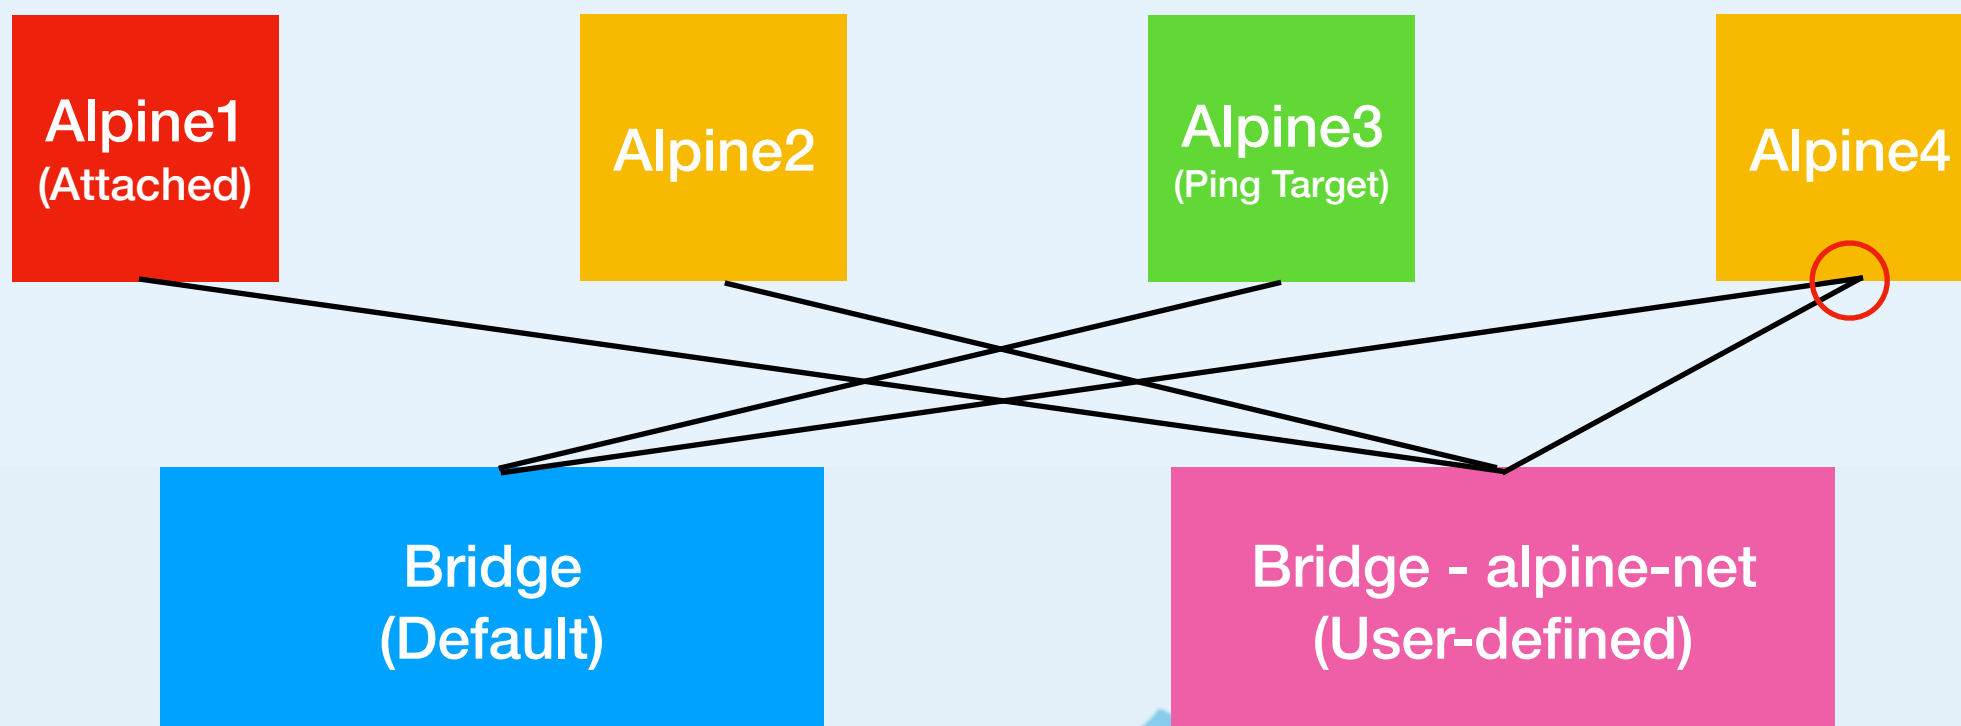 Alpine1
(Attached)
Alpine2
Alpine3
(Ping Target)
Alpine4
Bridge
(Default)
Bridge - alpine-net
(User-defined)